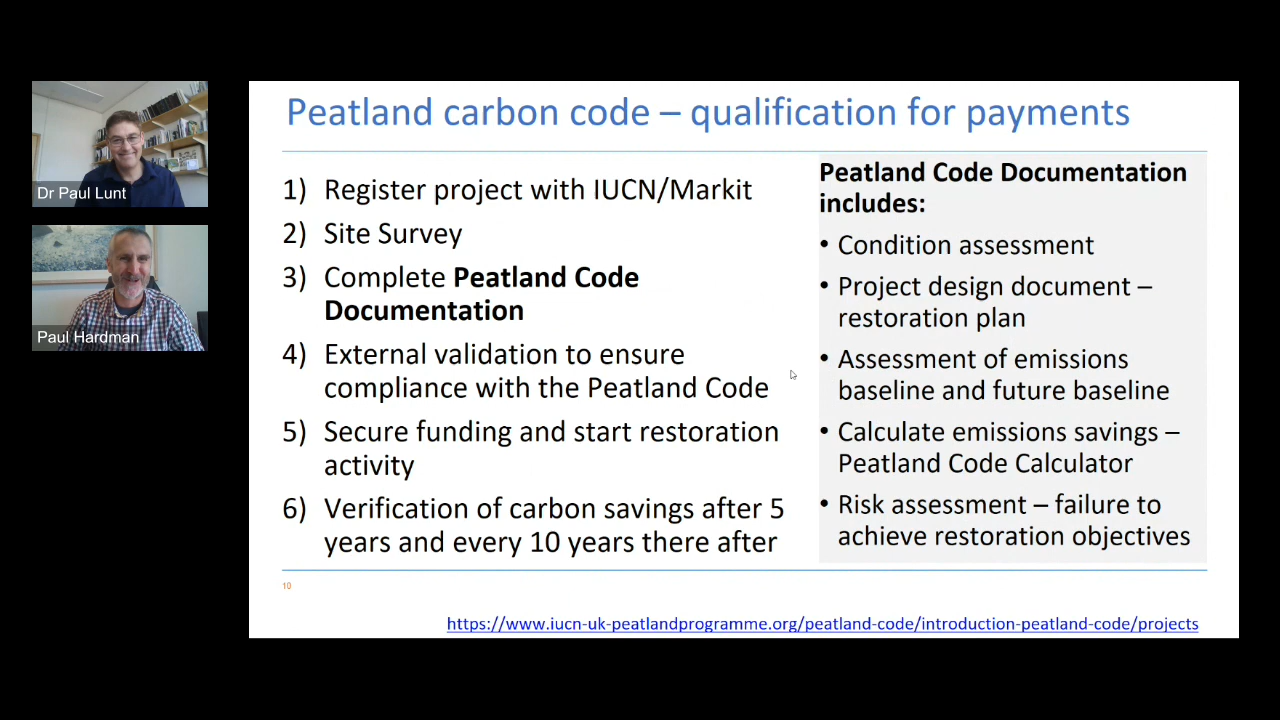 Dr Paul Lunt
Paul Hardman
Peatland carbon code – qualification for payments
1) Register project with IUCN/Markit
2) Site Survey
3) Complete Peatland Code
Documentation
4) External validation to ensure
compliance with the Peatland Code
5) Secure funding and start restoration
activity
6) Verification of carbon savings after 5
years and every 10 years there after
Peatland Code Documentation
includes:
• Condition assessment
• Project design document –
restoration plan
• Assessment of emissions
baseline and future baseline
• Calculate emissions savings –
Peatland Code Calculator
• Risk assessment – failure to
achieve restoration objectives
10
https://www.iucn-uk-peatlandprogramme.org/peatland-code/introduction-peatland-code/projects